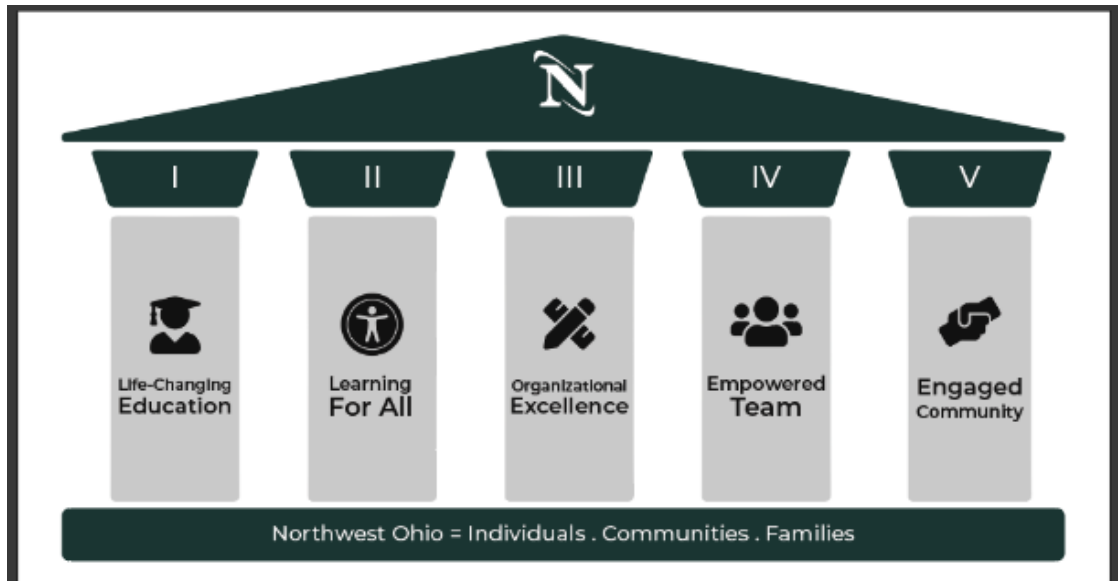 N
I
II
III
IV
V
Life-Changing
Education
Learning
For All
Organizational
Excellence
Empowered
Team
Engaged
Community
Northwest Ohio = Individuals . Communities . Families